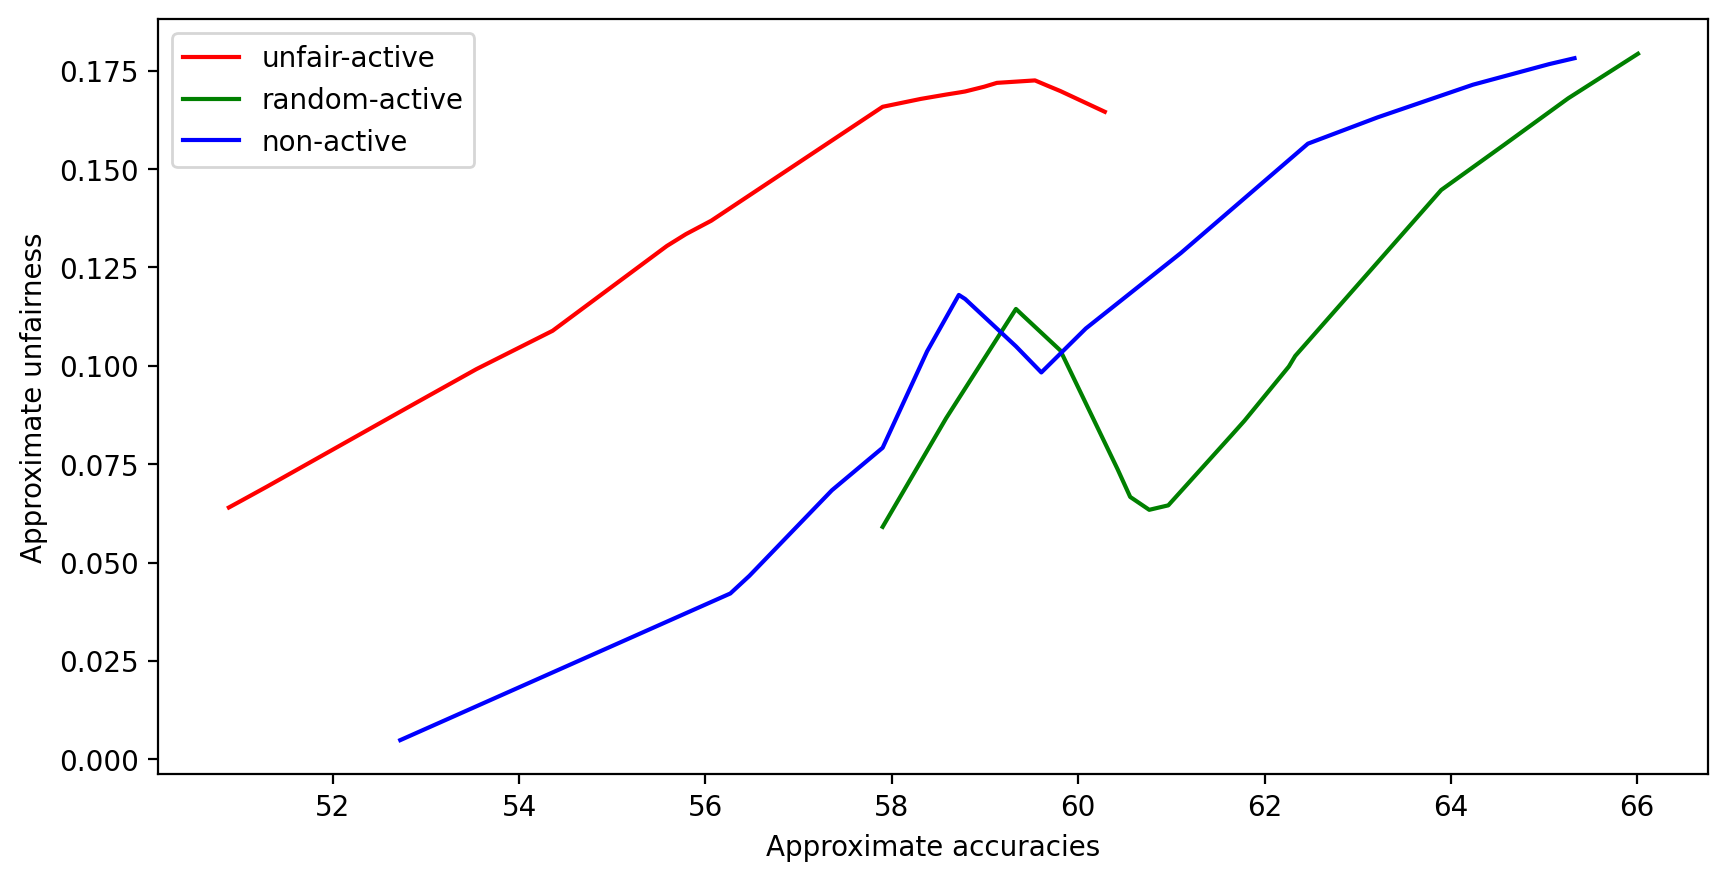 unfair-active
random-active
non-active
Approximate unfairness
0.175
0.150
0.125
0.100
0.075
0.050
0.025
0.000
52 54 56 58 60 62 64 66
Approximate accuracies